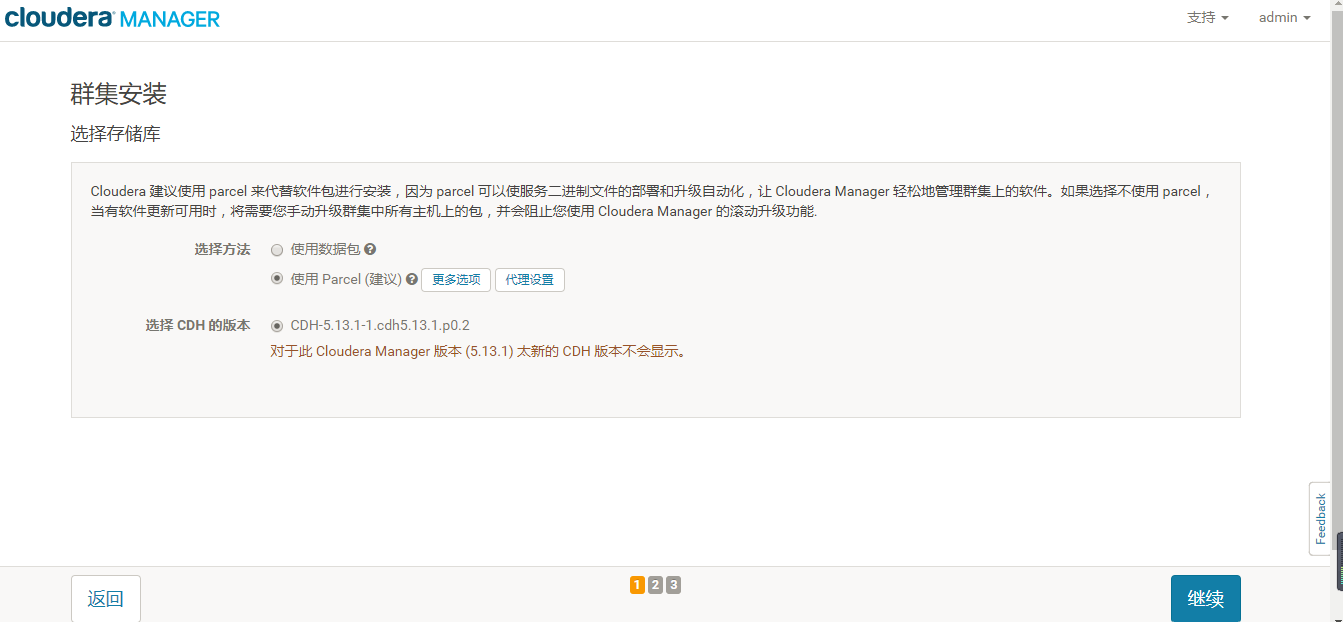 cloudera MANAGER
支持 admin
群集安装
选择存储库
Cloudera 建议使用 parcel 来代替软件包进行安装，因为 parcel 可以使服务二进制文件的部署和升级自动化，让 Cloudera Manager 轻松地管理群集上的软件。如果选择不使用 parcel，
当有软件更新可用时，将需要您手动升级群集中所有主机上的包，并会阻止您使用 Cloudera Manager 的滚动升级功能.
选择方法 使用数据包 ?
使用 Parcel (建议) ? 更多选项 代理设置
选择 CDH 的版本 CDH-5.13.1-1.cdh5.13.1.p0.2
对于此 Cloudera Manager 版本 (5.13.1) 太新的 CDH 版本不会显示。
Feedback
返回 1 2 3 继续